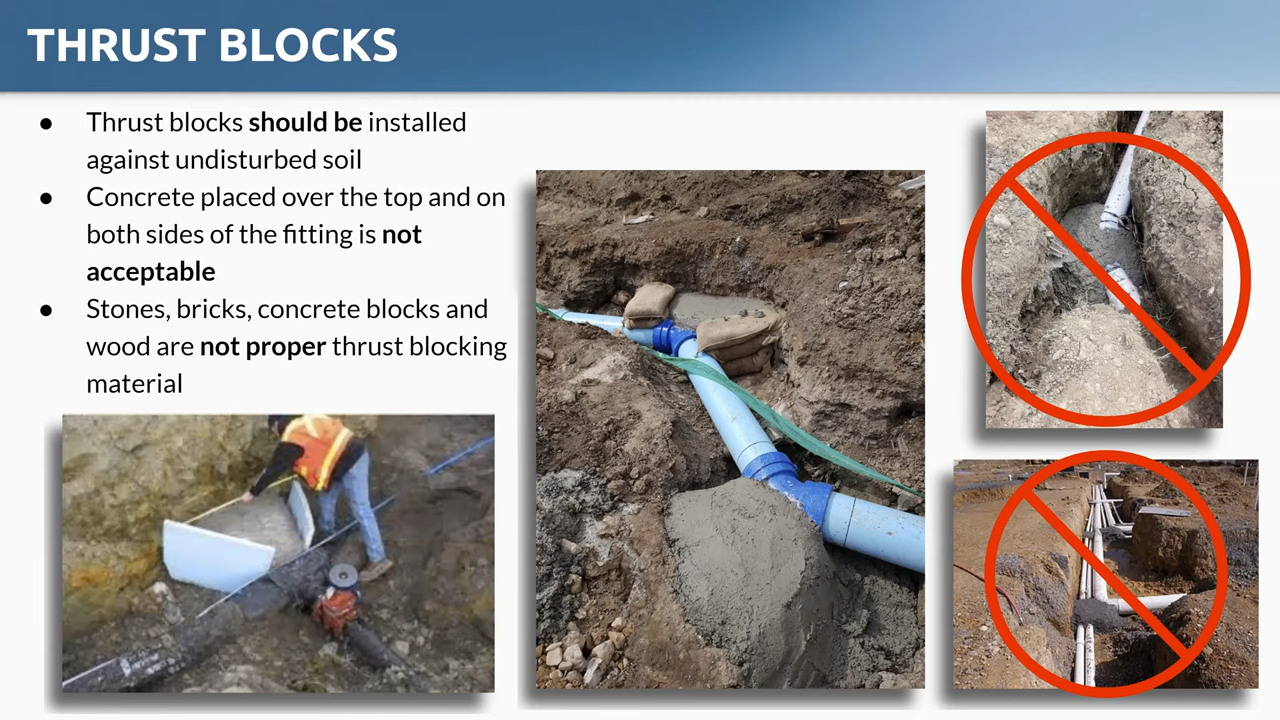 THRUST BLOCKS
● Thrust blocks should be installed
against undisturbed soil
● Concrete placed over the top and on
both sides of the fitting is not
acceptable
● Stones, bricks, concrete blocks and
wood are not proper thrust blocking
material